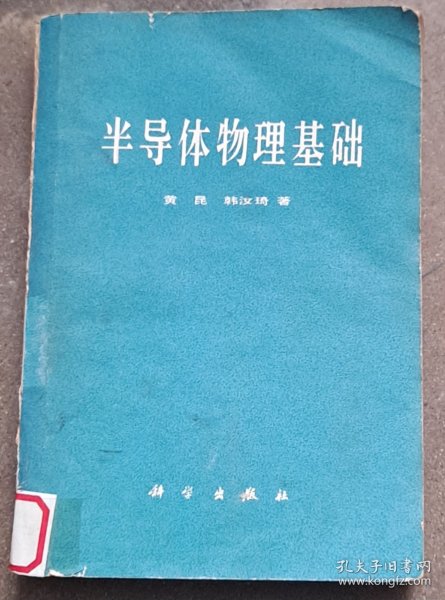 半导体物理基础
黄 昆 韩汉琦 著
科学出版社
孔夫子旧书网
www.kongfz.com